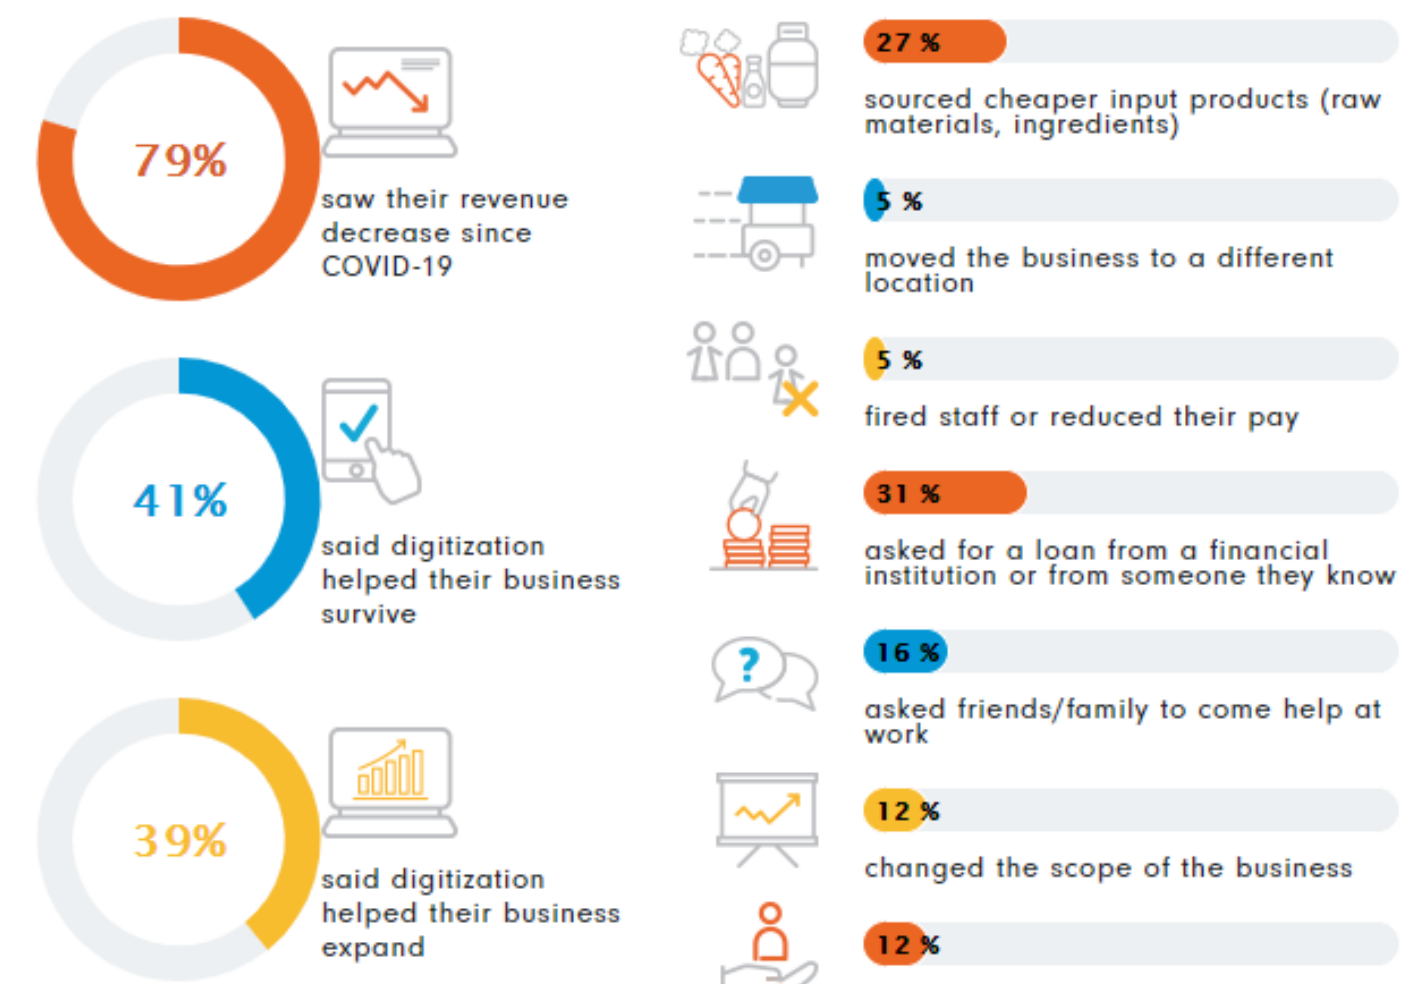 79%
saw their revenue
decrease since
COVID-19
41%
said digitization
helped their business
survive
39%
said digitization
helped their business
expand
27 %
sourced cheaper input products (raw
materials, ingredients)
5 %
moved the business to a different
location
5 %
fired staff or reduced their pay
31 %
asked for a loan from a financial
institution or from someone they know
?
16 %
asked friends/family to come help at
work
12 %
changed the scope of the business
12 %